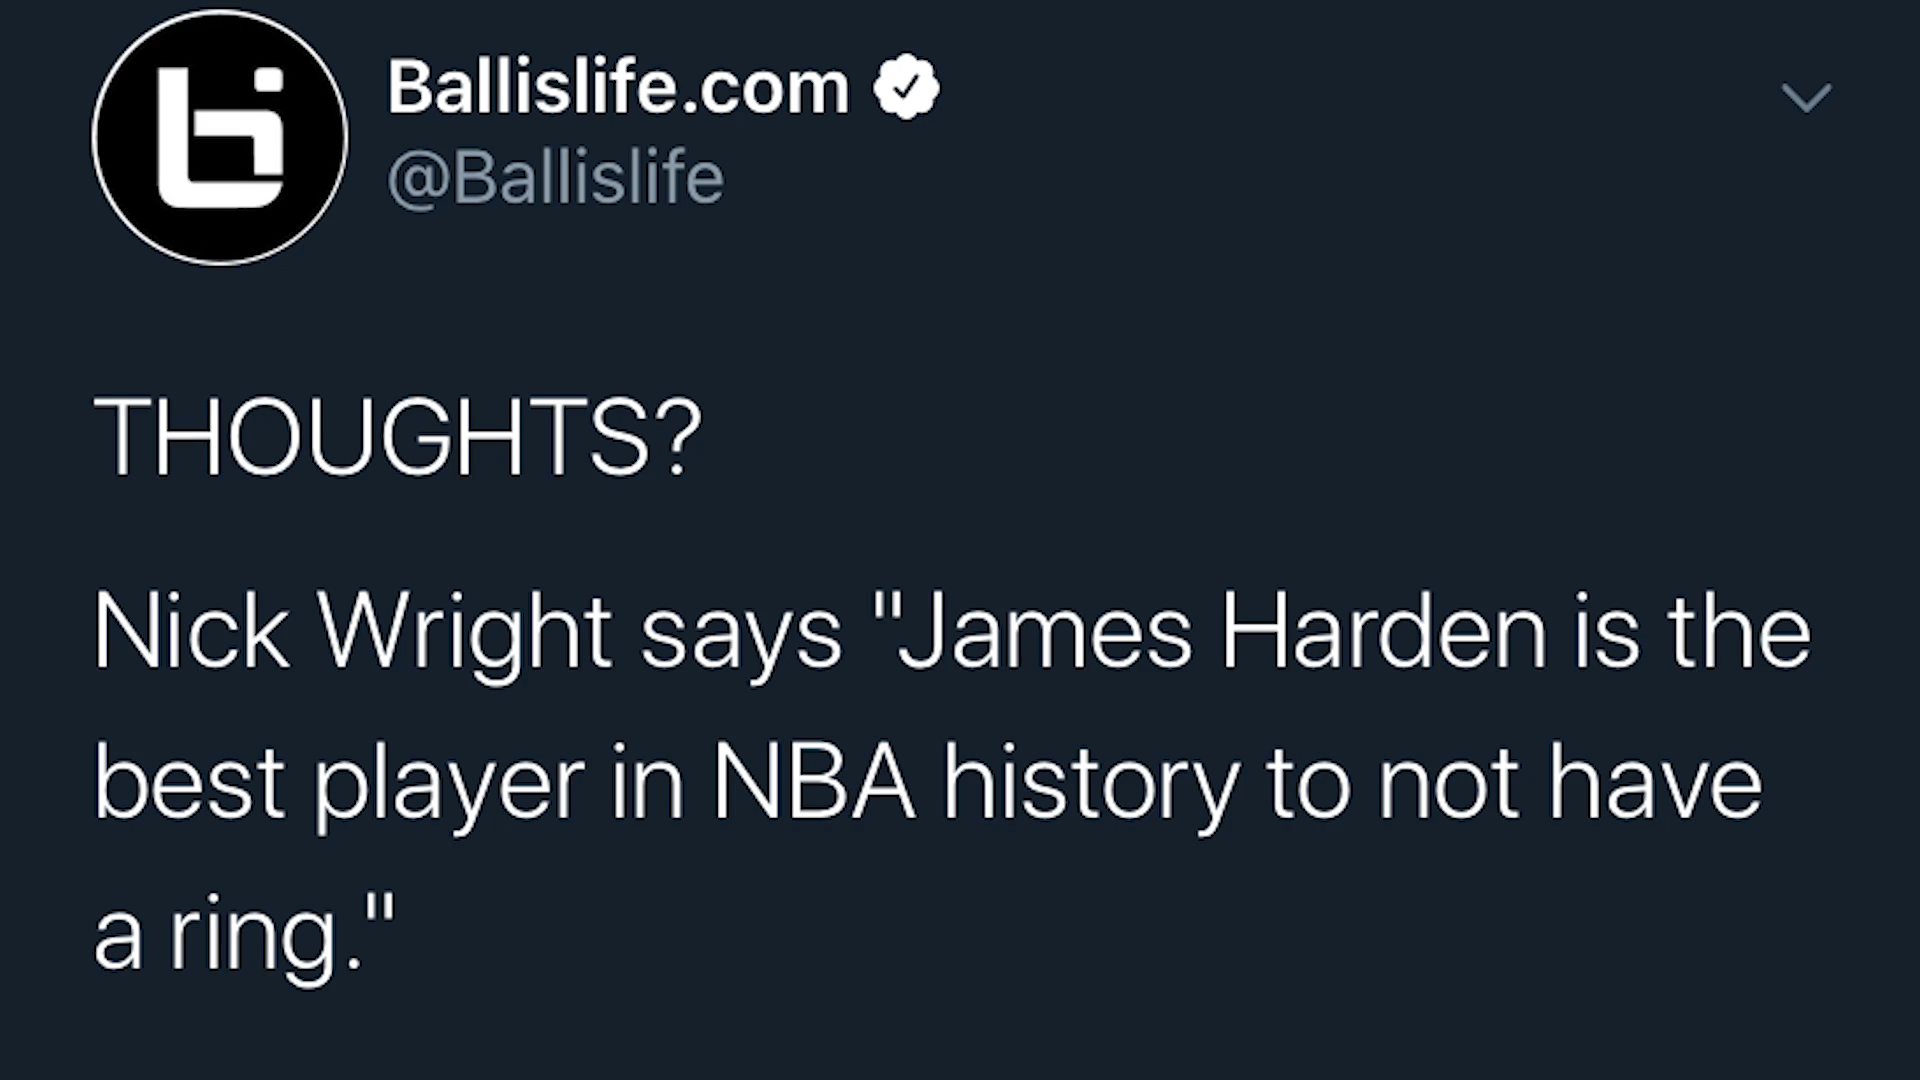 Ballislife.com
@Ballislife
THOUGHTS?
Nick Wright says "James Harden is the
best player in NBA history to not have
a ring."